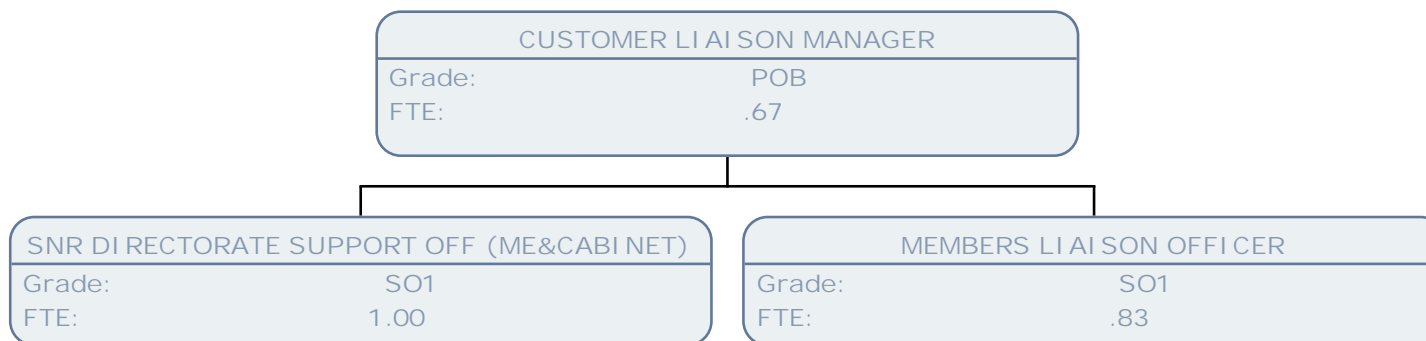 CUSTOMER LIAISON MANAGER
Grade: POB
FTE: .67
SNR DIRECTORATE SUPPORT OFF (ME&CABINET)
Grade: SO1
FTE: 1.00
MEMBERS LIAISON OFFICER
Grade: SO1
FTE: .83